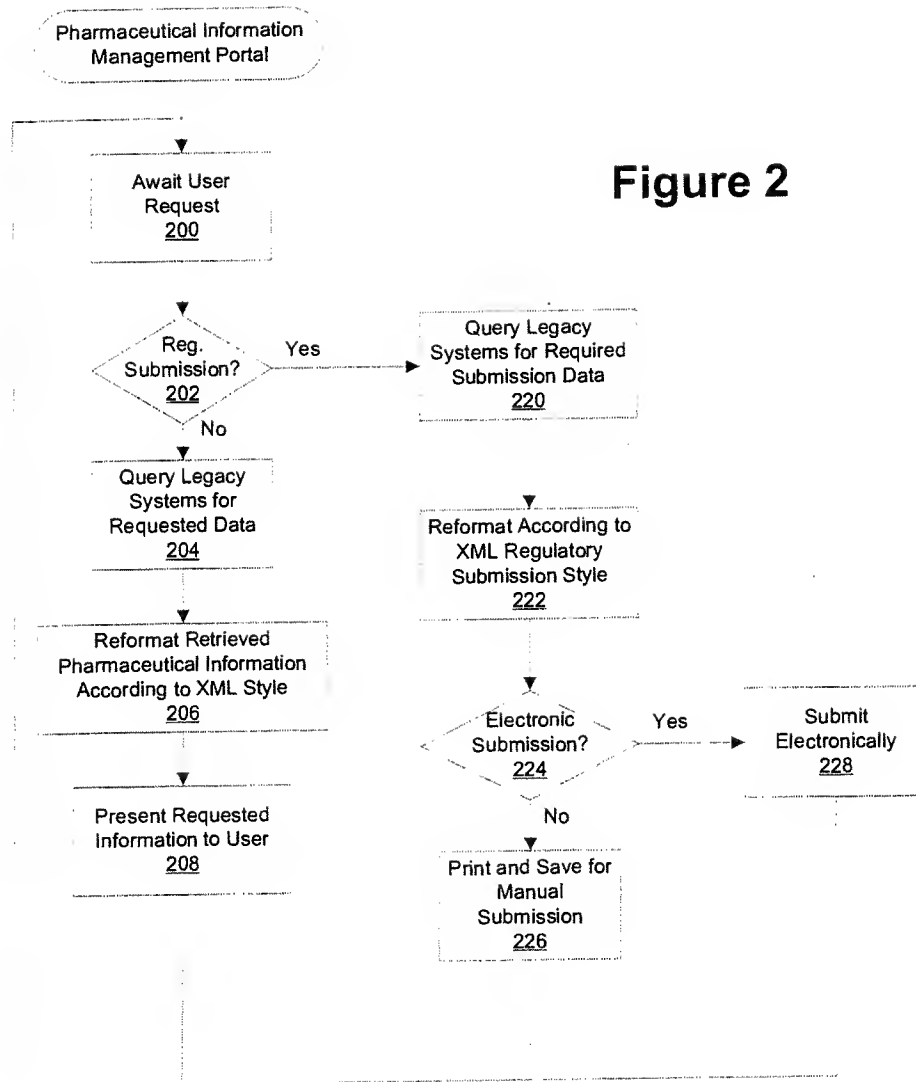 Pharmaceutical Information
Management Portal
Figure 2
Await User
Request
200
Reg.
Submission?
202
Yes
No
Query Legacy
Systems for Required
Submission Data
220
Query Legacy
Systems for
Requested Data
204
Reformat According to
XML Regulatory
Submission Style
222
Reformat Retrieved
Pharmaceutical Information
According to XML Style
206
Electronic
Submission?
224
Yes
No
Submit
Electronically
228
Present Requested
Information to User
208
Print and Save for
Manual
Submission
226